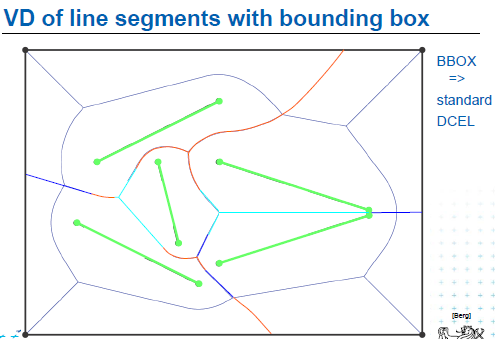 VD of line segments with bounding box
BBOX
=>
standard
DCEL
[Berg]